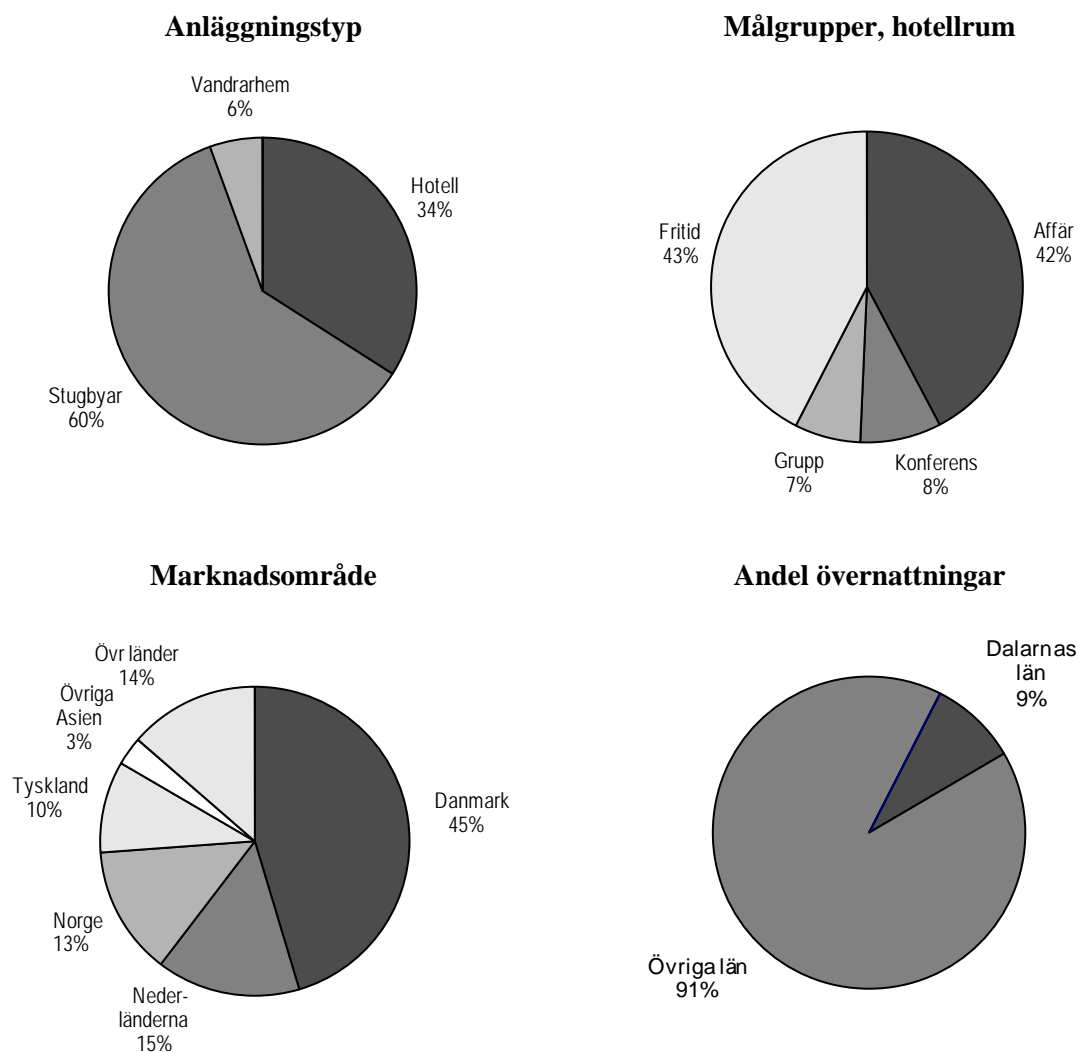 Anläggningstyp
Vandrarhem
6%
Hotell
34%
Stugbyar
60%
Målgrupper, hotellrum
Fritid
43%
Affär
42%
Grupp
7%
Konferens
8%
Marknadsområde
Övr länder
14%
Övriga
Asien
3%
Tyskland
10%
Danmark
45%
Norge
13%
Neder-
länderna
15%
Andel övernattningar
Dalarnas
län
9%
Övriga län
91%